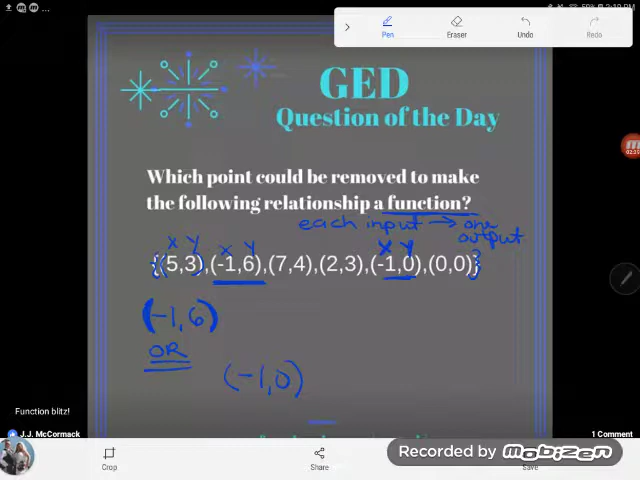 Pen
Eraser
Undo
Redo
GED
Question of the Day
Which point could be removed to make
the following relationship a function?
each input → one
output
X Y X Y X Y
{(5,3),(-1,6),(7,4),(2,3),(-1,0),(0,0)}
(-1,6)
OR
(-1,0)
Function blitz!
J.J. McCormack
1 Comment
Recorded by mobizen
Crop
Share
Save